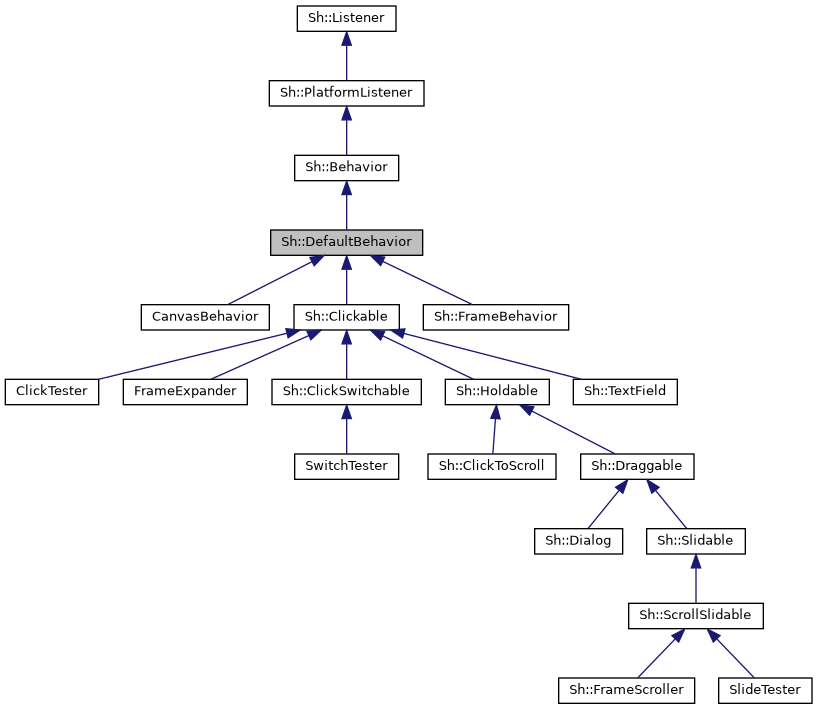 Sh::Listener
Sh::PlatformListener
Sh::Behavior
Sh::DefaultBehavior
CanvasBehavior
Sh::Clickable
Sh::FrameBehavior
ClickTester
FrameExpander
Sh::ClickSwitchable
Sh::Holdable
Sh::TextField
SwitchTester
Sh::ClickToScroll
Sh::Draggable
Sh::Dialog
Sh::Slidable
Sh::ScrollSlidable
Sh::FrameScroller
SlideTester